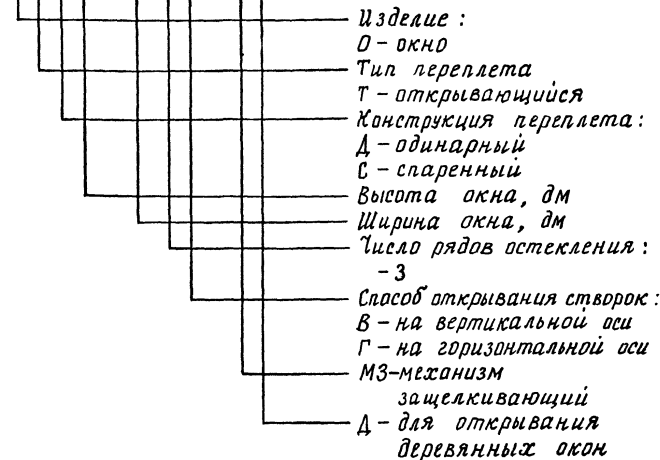 Изделие :
О - окно
Тип переплета
Т - открывающийся
Конструкция переплета:
Д - одинарный
С - спаренный
Высота окна, дм
Ширина окна, дм
Число рядов остекления :
- 3
Способ открывания створок :
В - на вертикальной оси
Г - на горизонтальной оси
МЗ-механизм
защелкивающий
Д - для открывания
деревянных окон